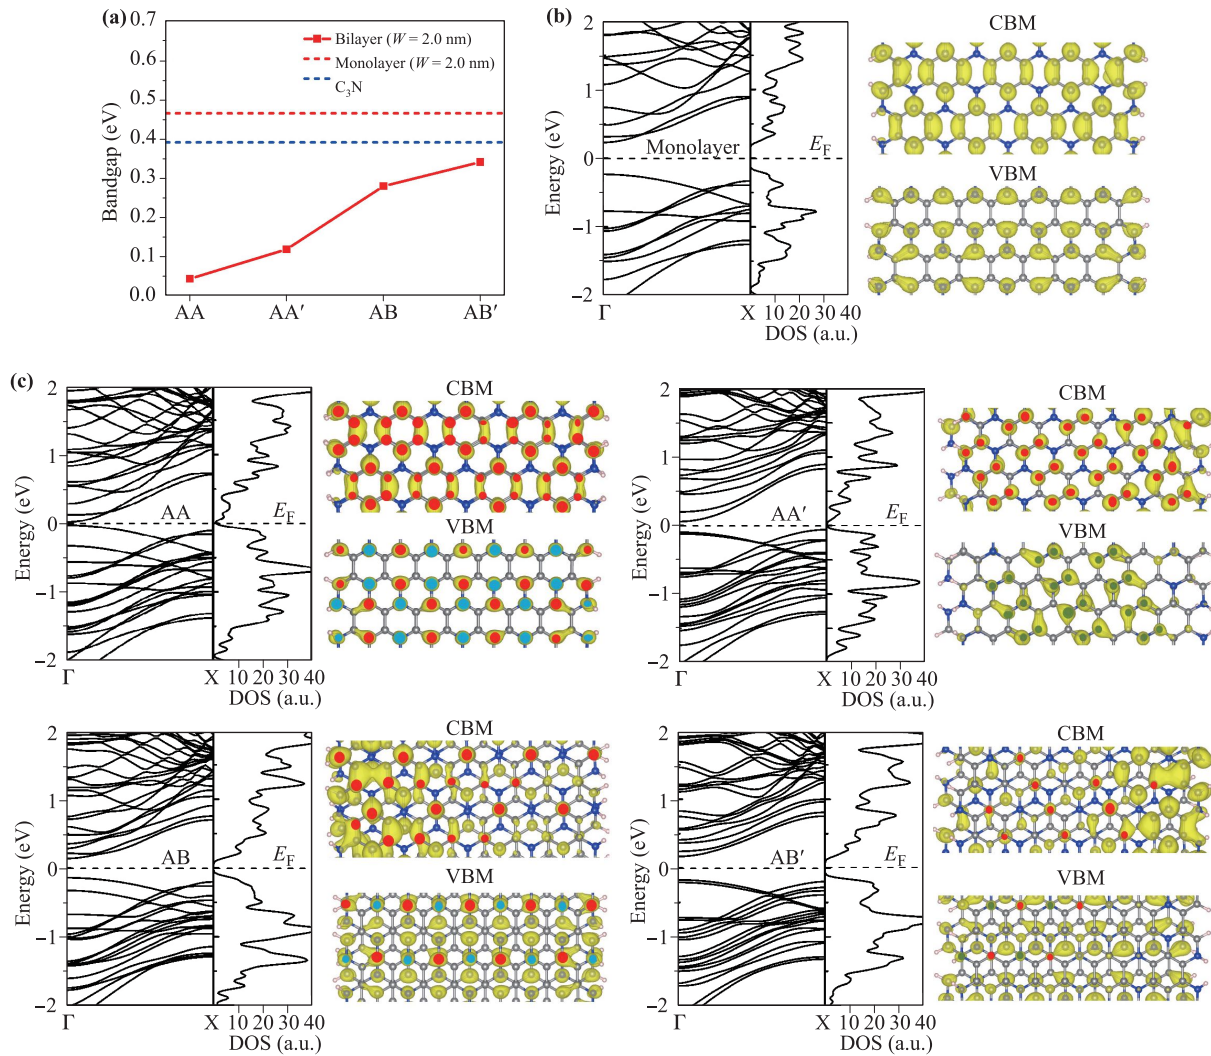 (a)
0.7
0.6
0.5
0.4
0.3
0.2
0.1
0.0
Bandgap (eV)
Bilayer (W = 2.0 nm)
Monolayer (W = 2.0 nm)
C₃N
AA AA′ AB AB′
(b)
2
1
0
−1
−2
Energy (eV)
Monolayer
E_F
Γ X 10 20 30 40
DOS (a.u.)
CBM
VBM
(c)
2
1
0
−1
−2
Energy (eV)
AA
E_F
Γ X 10 20 30 40
DOS (a.u.)
CBM
VBM
2
1
0
−1
−2
Energy (eV)
AA′
E_F
Γ X 10 20 30 40
DOS (a.u.)
CBM
VBM
2
1
0
−1
−2
Energy (eV)
AB
E_F
Γ X 10 20 30 40
DOS (a.u.)
CBM
VBM
2
1
0
−1
−2
Energy (eV)
AB′
E_F
Γ X 10 20 30 40
DOS (a.u.)
CBM
VBM